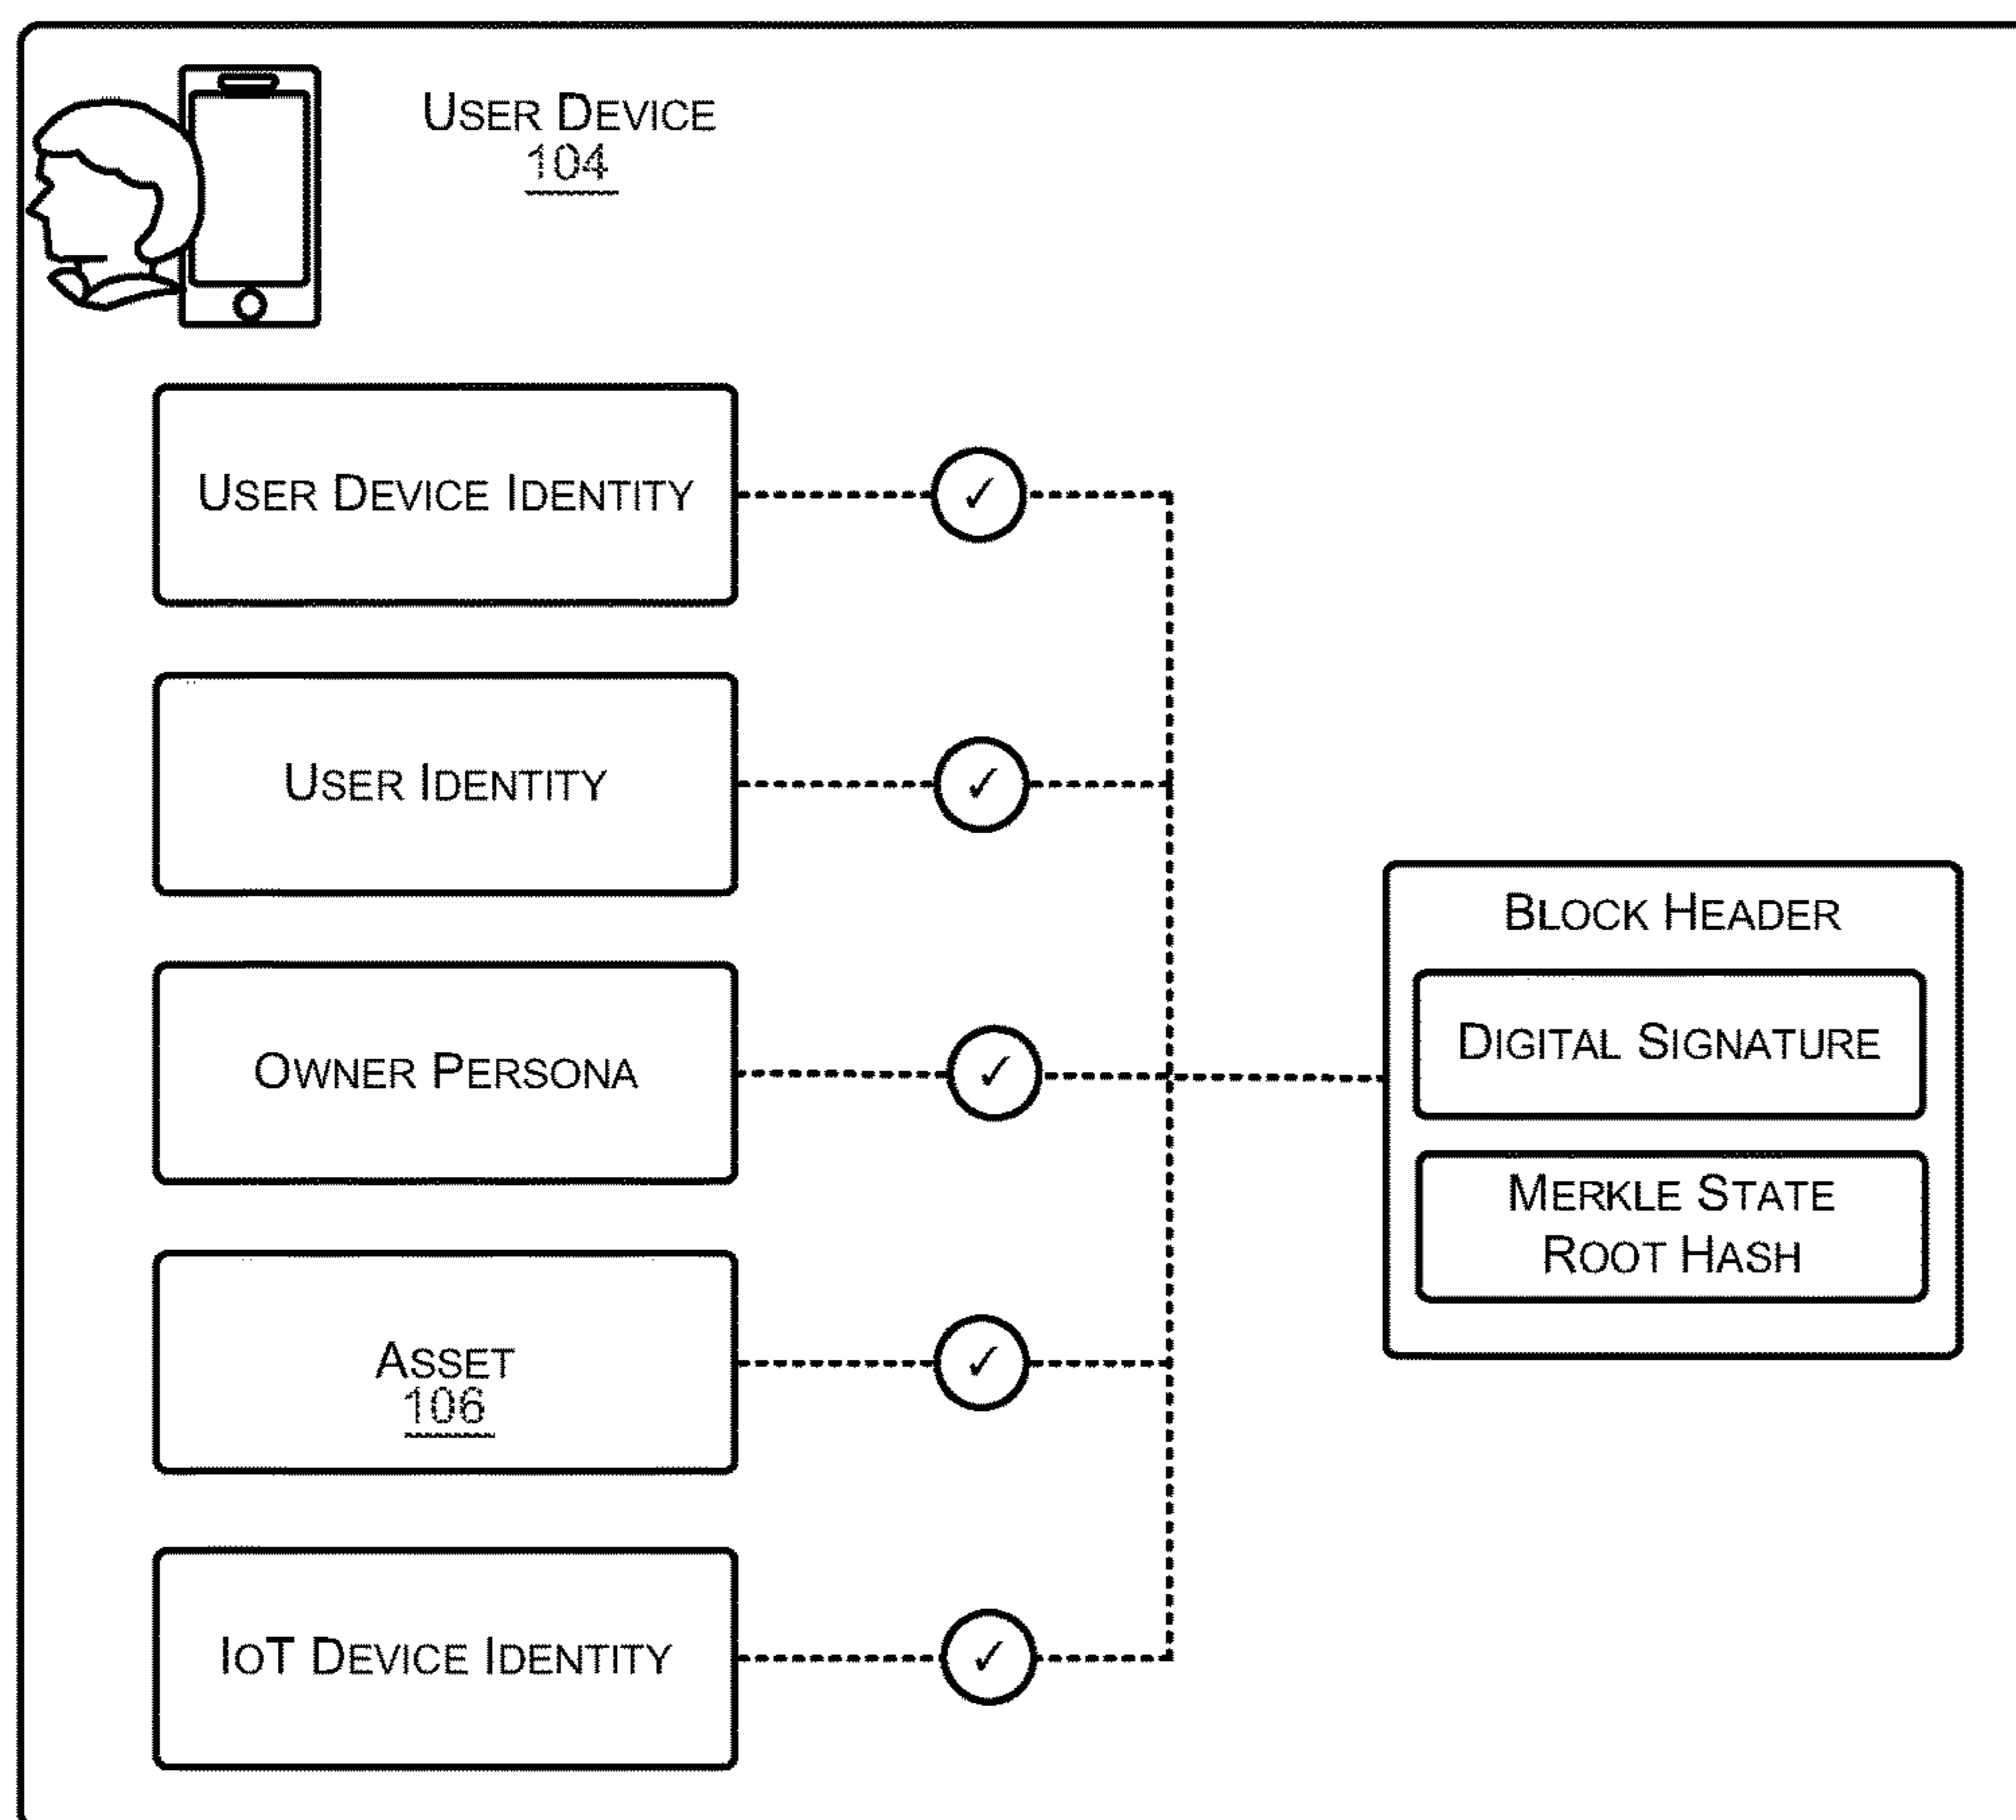 USER DEVICE
104
USER DEVICE IDENTITY
✓
USER IDENTITY
✓
BLOCK HEADER
DIGITAL SIGNATURE
OWNER PERSONA
✓
MERKLE STATE
ROOT HASH
ASSET
106
✓
IOT DEVICE IDENTITY
✓